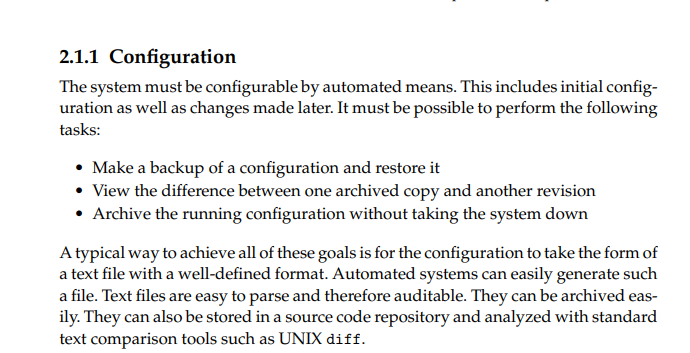 2.1.1 Configuration
The system must be configurable by automated means. This includes initial config-
uration as well as changes made later. It must be possible to perform the following
tasks:
• Make a backup of a configuration and restore it
• View the difference between one archived copy and another revision
• Archive the running configuration without taking the system down
A typical way to achieve all of these goals is for the configuration to take the form of
a text file with a well-defined format. Automated systems can easily generate such
a file. Text files are easy to parse and therefore auditable. They can be archived eas-
ily. They can also be stored in a source code repository and analyzed with standard
text comparison tools such as UNIX diff.